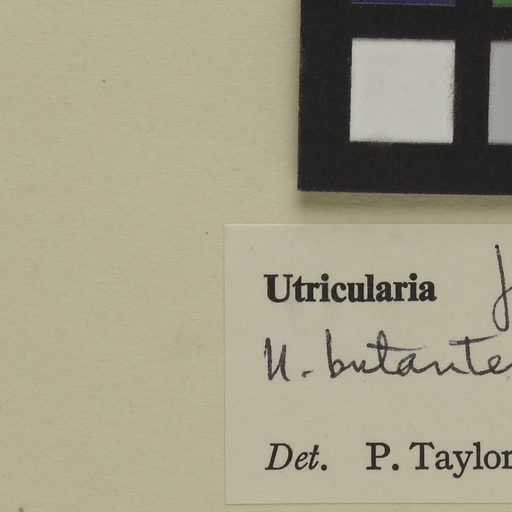 Utricularia
U. butante
Det. P. Taylor